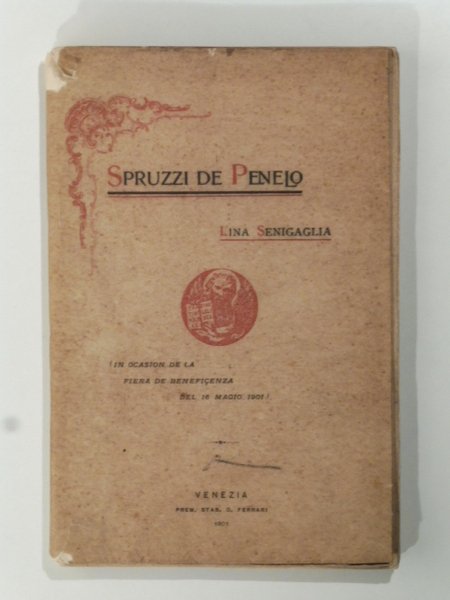 SPRUZZI DE PENELO
LINA SENIGAGLIA
(IN OCASION DE LA
FIERA DE BENEFIÇENZA
DEL 16 MAGIO 1901)
VENEZIA
PREM. STAB. C. FERRARI
1901